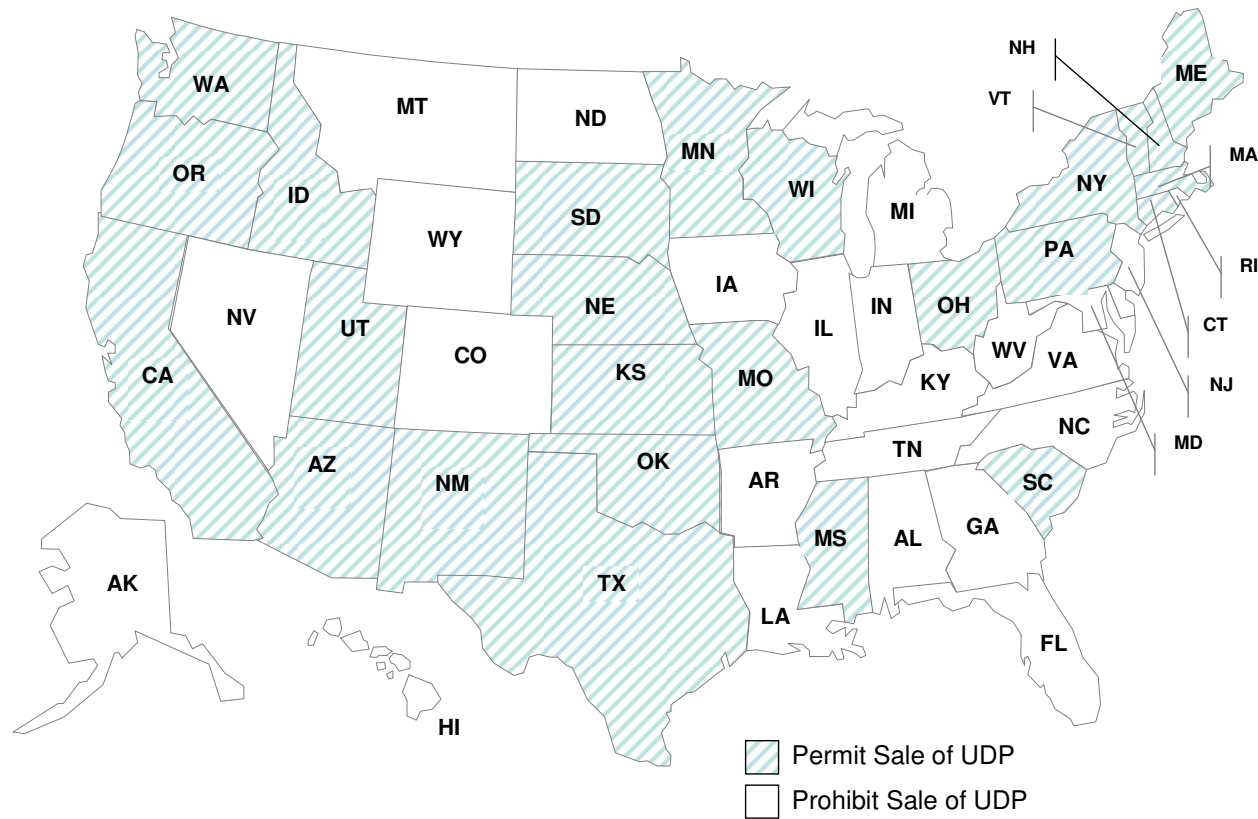 NH
ME
WA
VT
MT
ND
MN
MA
OR
NY
ID
WI
SD
MI
WY
PA
RI
IA
NE
OH
NV
IN
UT
IL
CT
WV
CO
VA
CA
KS
MO
KY
NJ
NC
MD
TN
AZ
OK
NM
AR
SC
GA
MS
AL
AK
TX
LA
FL
HI
Permit Sale of UDP
Prohibit Sale of UDP